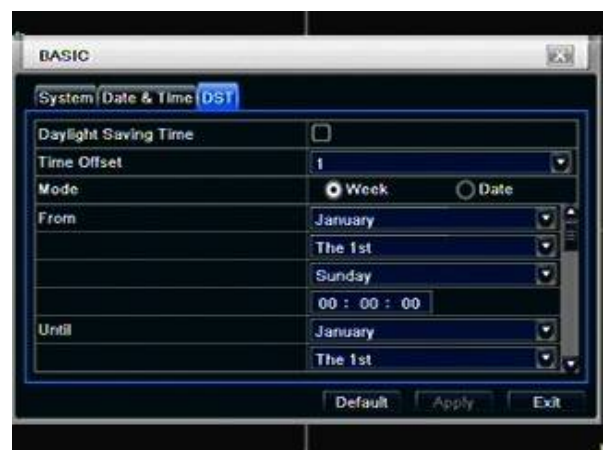 BASIC
System Date & Time DST
Daylight Saving Time
Time Offset 1
Mode Week Date
From January
The 1st
Sunday
00 : 00 : 00
Until January
The 1st
Default Apply Exit